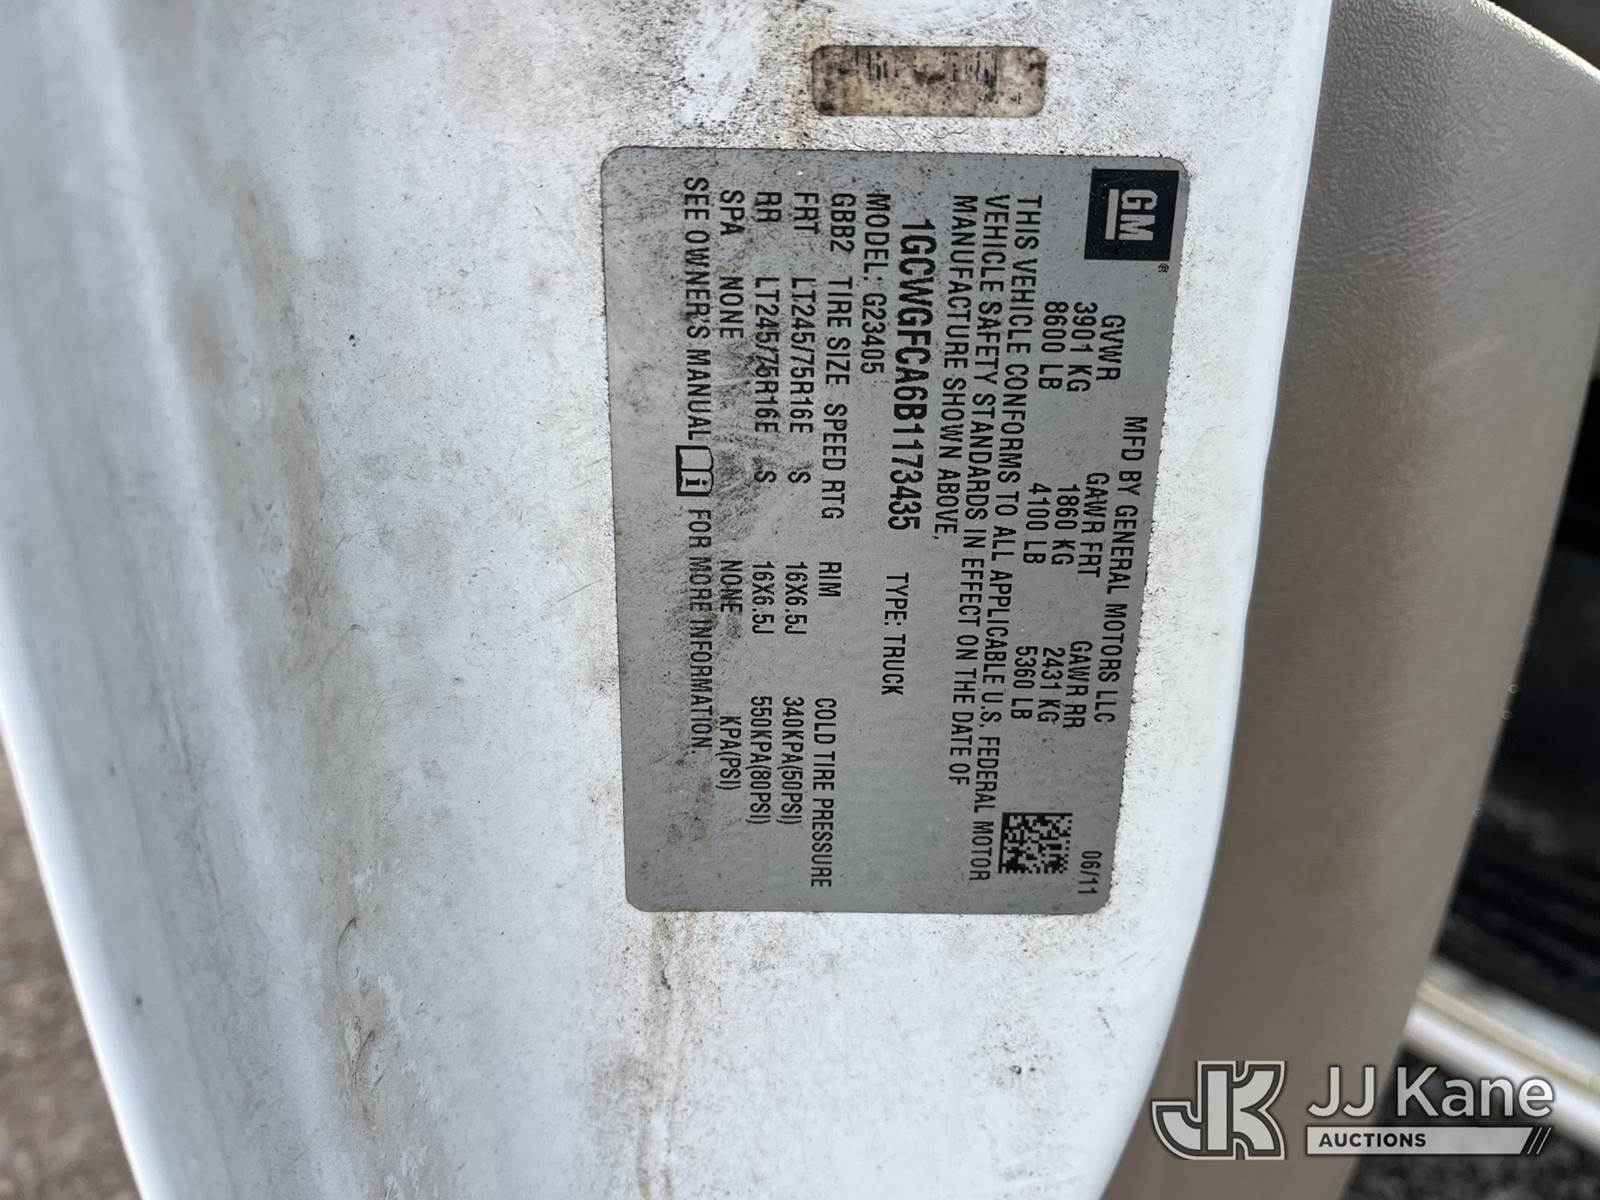 GM
MFD BY GENERAL MOTORS LLC 06/11
GVWR GAWR FRT GAWR RR
3901 KG 1860 KG 2431 KG
8600 LB 4100 LB 5360 LB
THIS VEHICLE CONFORMS TO ALL APPLICABLE U.S. FEDERAL MOTOR
VEHICLE SAFETY STANDARDS IN EFFECT ON THE DATE OF
MANUFACTURE SHOWN ABOVE.
1GCWGFCA6B1173435 TYPE: TRUCK
MODEL: G23405
GBB2 TIRE SIZE SPEED RTG RIM COLD TIRE PRESSURE
FRT LT245/75R16E S 16X6.5J 340KPA(50PSI)
RR LT245/75R16E S 16X6.5J 550KPA(80PSI)
SPA NONE NONE KPA(PSI)
SEE OWNER'S MANUAL i FOR MORE INFORMATION.
JK JJ Kane
AUCTIONS